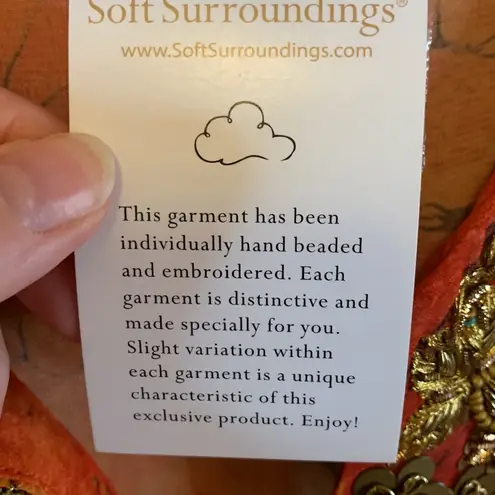 Soft Surroundings®
www.SoftSurroundings.com
This garment has been
individually hand beaded
and embroidered. Each
garment is distinctive and
made specially for you.
Slight variation within
each garment is a unique
characteristic of this
exclusive product. Enjoy!